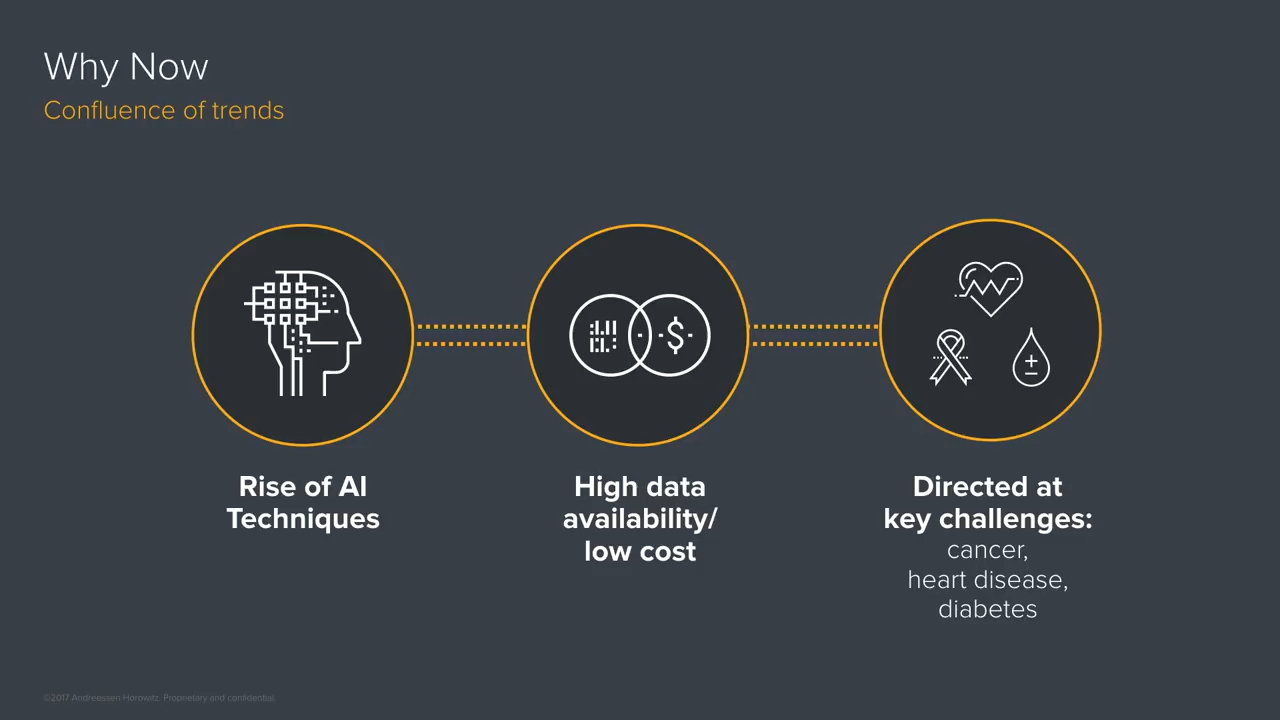 Why Now
Confluence of trends
$
Rise of AI
Techniques
High data
availability/
low cost
Directed at
key challenges:
cancer,
heart disease,
diabetes
©2017 Andreessen Horowitz. Proprietary and confidential.